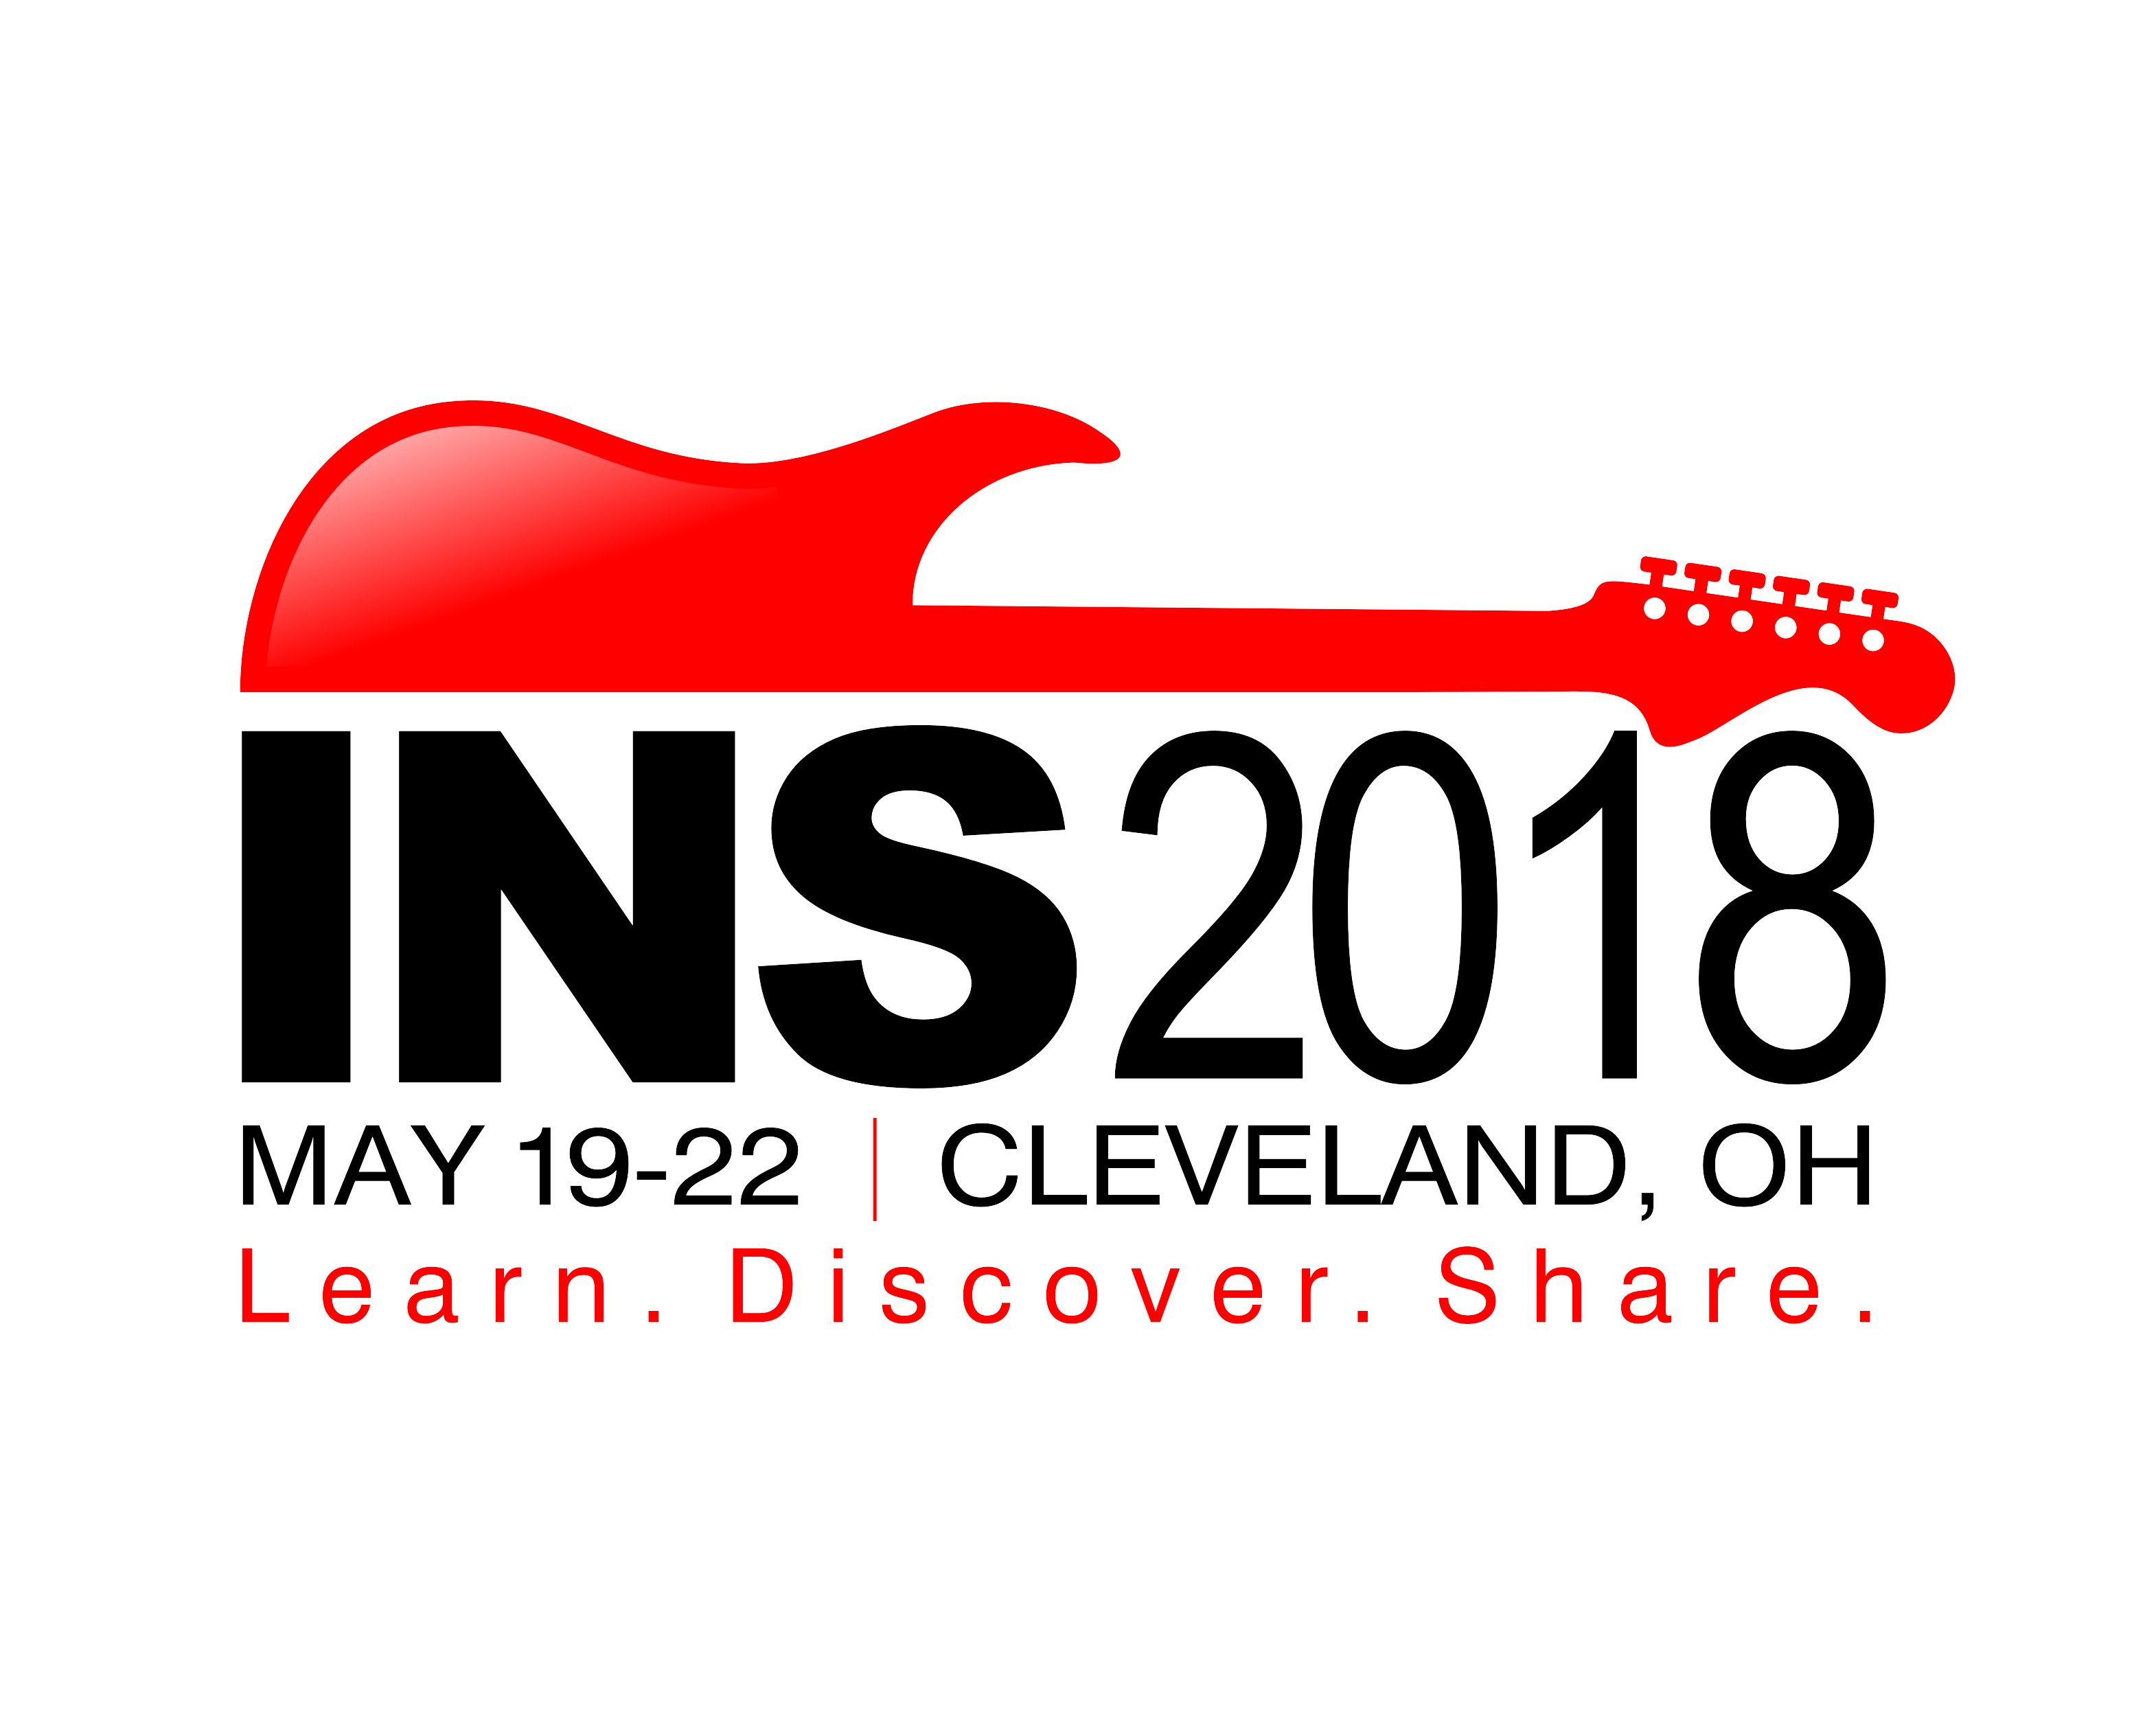 INS2018
MAY 19-22 | CLEVELAND, OH
Learn. Discover. Share.